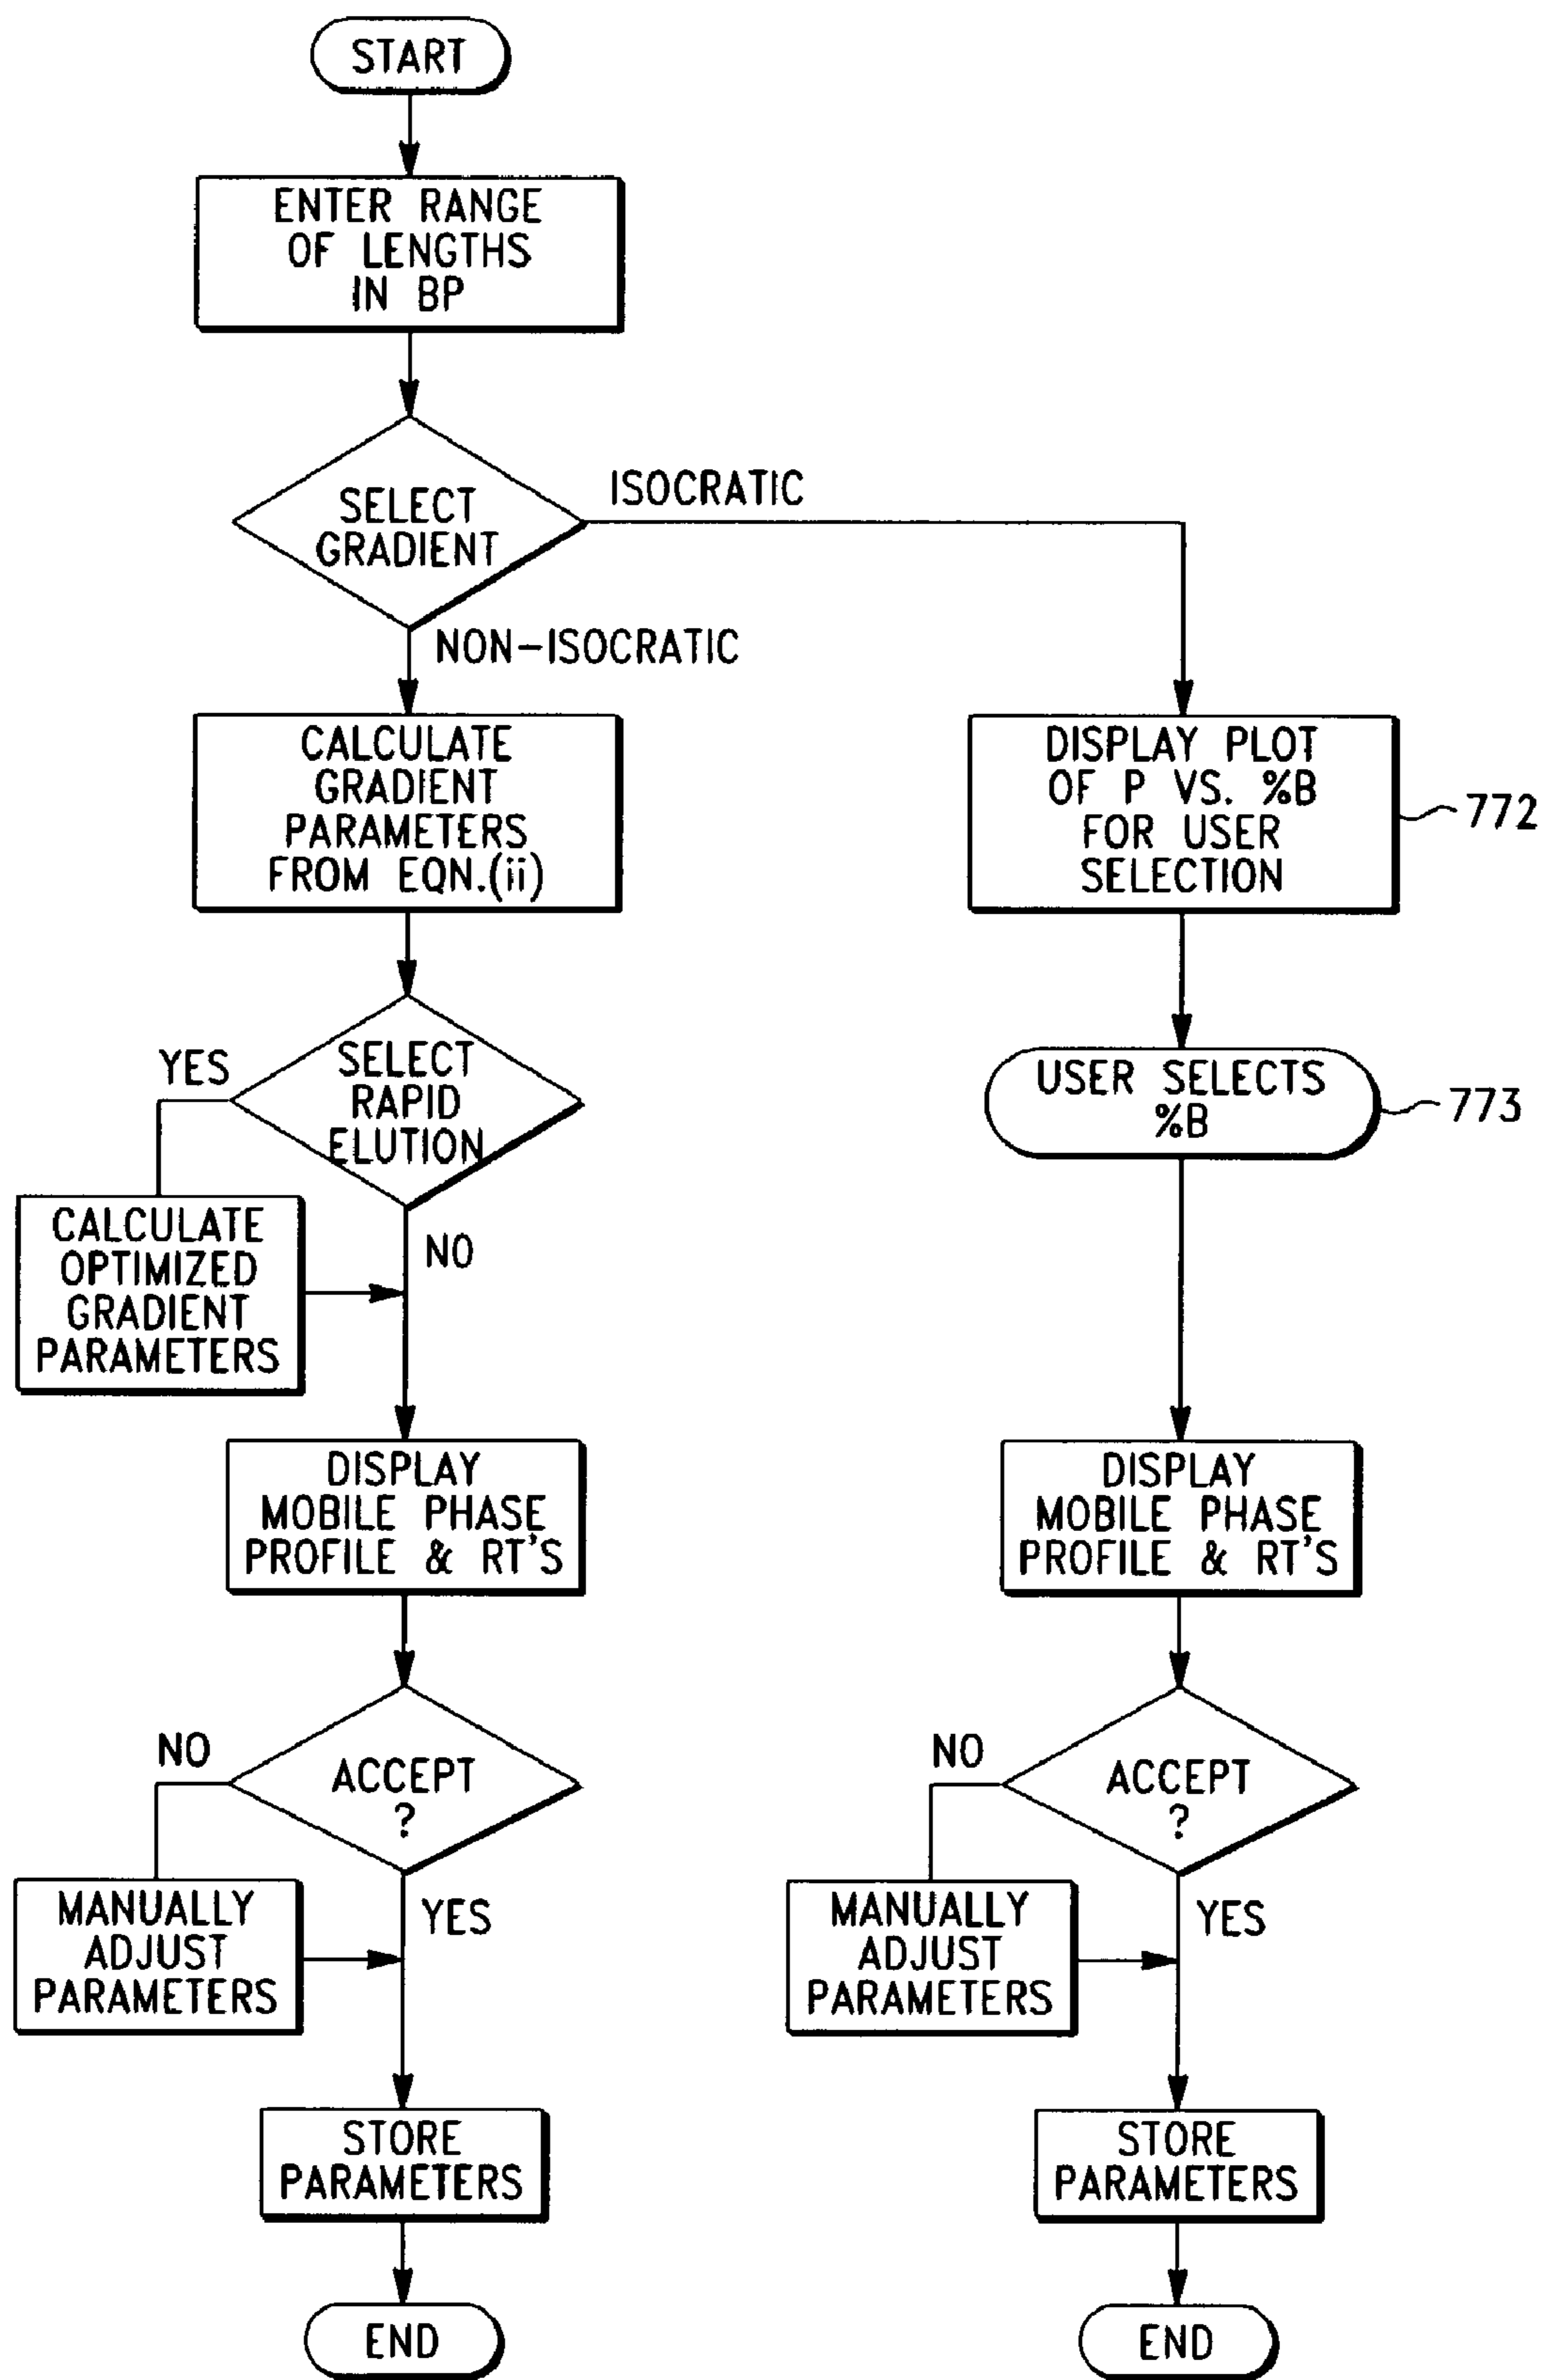 START
ENTER RANGE
OF LENGTHS
IN BP
SELECT
GRADIENT
ISOCRATIC
NON-ISOCRATIC
CALCULATE
GRADIENT
PARAMETERS
FROM EQN.(ii)
SELECT
RAPID
ELUTION
YES
NO
CALCULATE
OPTIMIZED
GRADIENT
PARAMETERS
DISPLAY
MOBILE PHASE
PROFILE & RT'S
ACCEPT
?
NO
YES
MANUALLY
ADJUST
PARAMETERS
STORE
PARAMETERS
END
DISPLAY PLOT
OF P VS. %B
FOR USER
SELECTION
772
USER SELECTS
%B
773
DISPLAY
MOBILE PHASE
PROFILE & RT'S
ACCEPT
?
NO
YES
MANUALLY
ADJUST
PARAMETERS
STORE
PARAMETERS
END